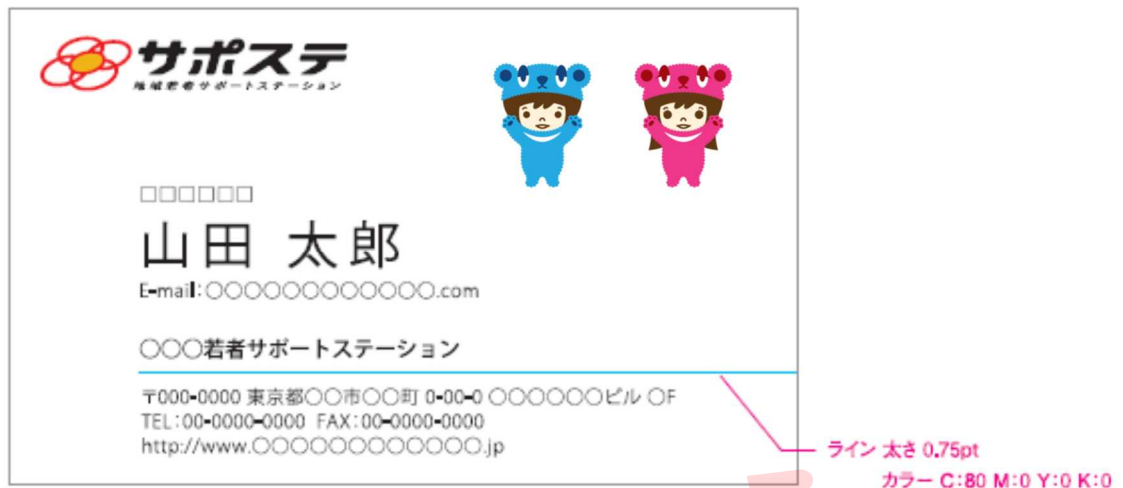 サポステ
地域若者サポートステーション
□□□□□□
山田 太郎
E-mail:○○○○○○○○○○○○.com
○○○若者サポートステーション
〒000-0000 東京都○○市○○町 0-00-0 ○○○○○○ビル ○F
TEL:00-0000-0000 FAX:00-0000-0000
http://www.○○○○○○○○○○○○.jp
ライン 太さ 0.75pt
カラー C:80 M:0 Y:0 K:0